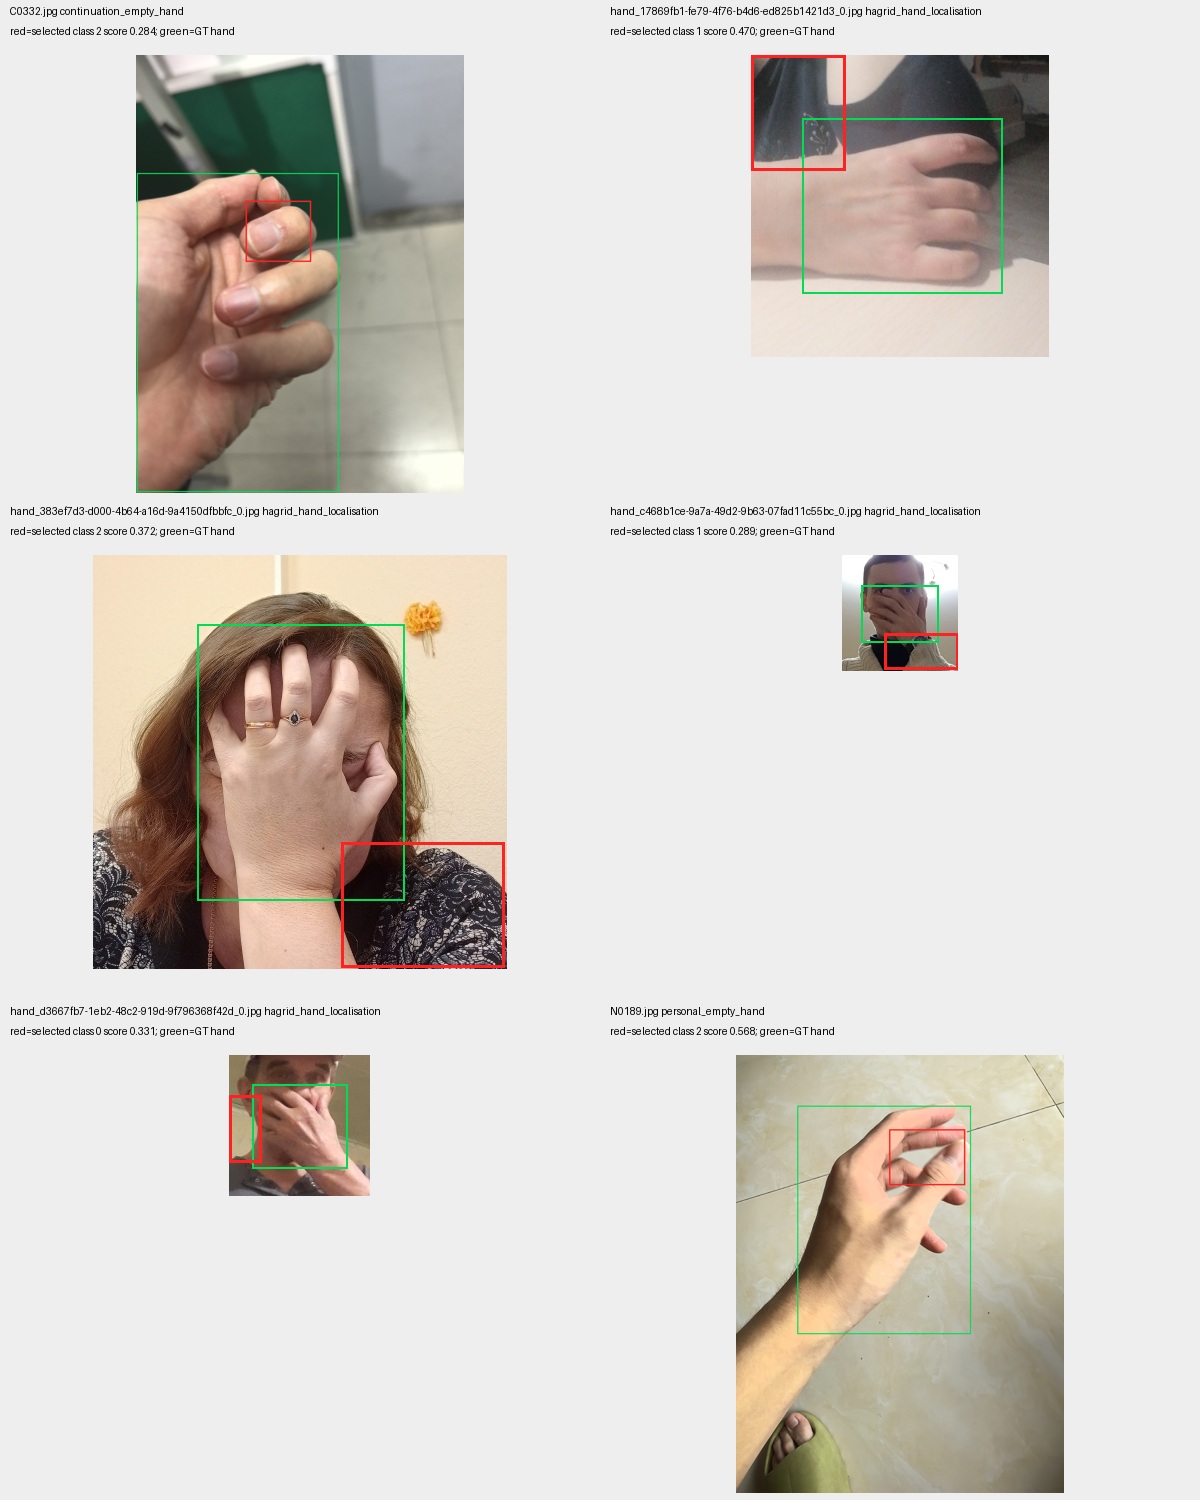 C0332.jpg continuation_empty_hand
red=selected class 2 score 0.284; green=GT hand
hand_17869fb1-fe79-4f76-b4d6-ed825b1421d3_0.jpg hagrid_hand_localisation
red=selected class 1 score 0.470; green=GT hand
hand_383ef7d3-d000-4b64-a16d-9a4150dfbbfc_0.jpg hagrid_hand_localisation
red=selected class 2 score 0.372; green=GT hand
hand_c468b1ce-9a7a-49d2-9b63-07fad11c55bc_0.jpg hagrid_hand_localisation
red=selected class 1 score 0.289; green=GT hand
hand_d3667fb7-1eb2-48c2-919d-9f796368f42d_0.jpg hagrid_hand_localisation
red=selected class 0 score 0.331; green=GT hand
N0189.jpg personal_empty_hand
red=selected class 2 score 0.568; green=GT hand